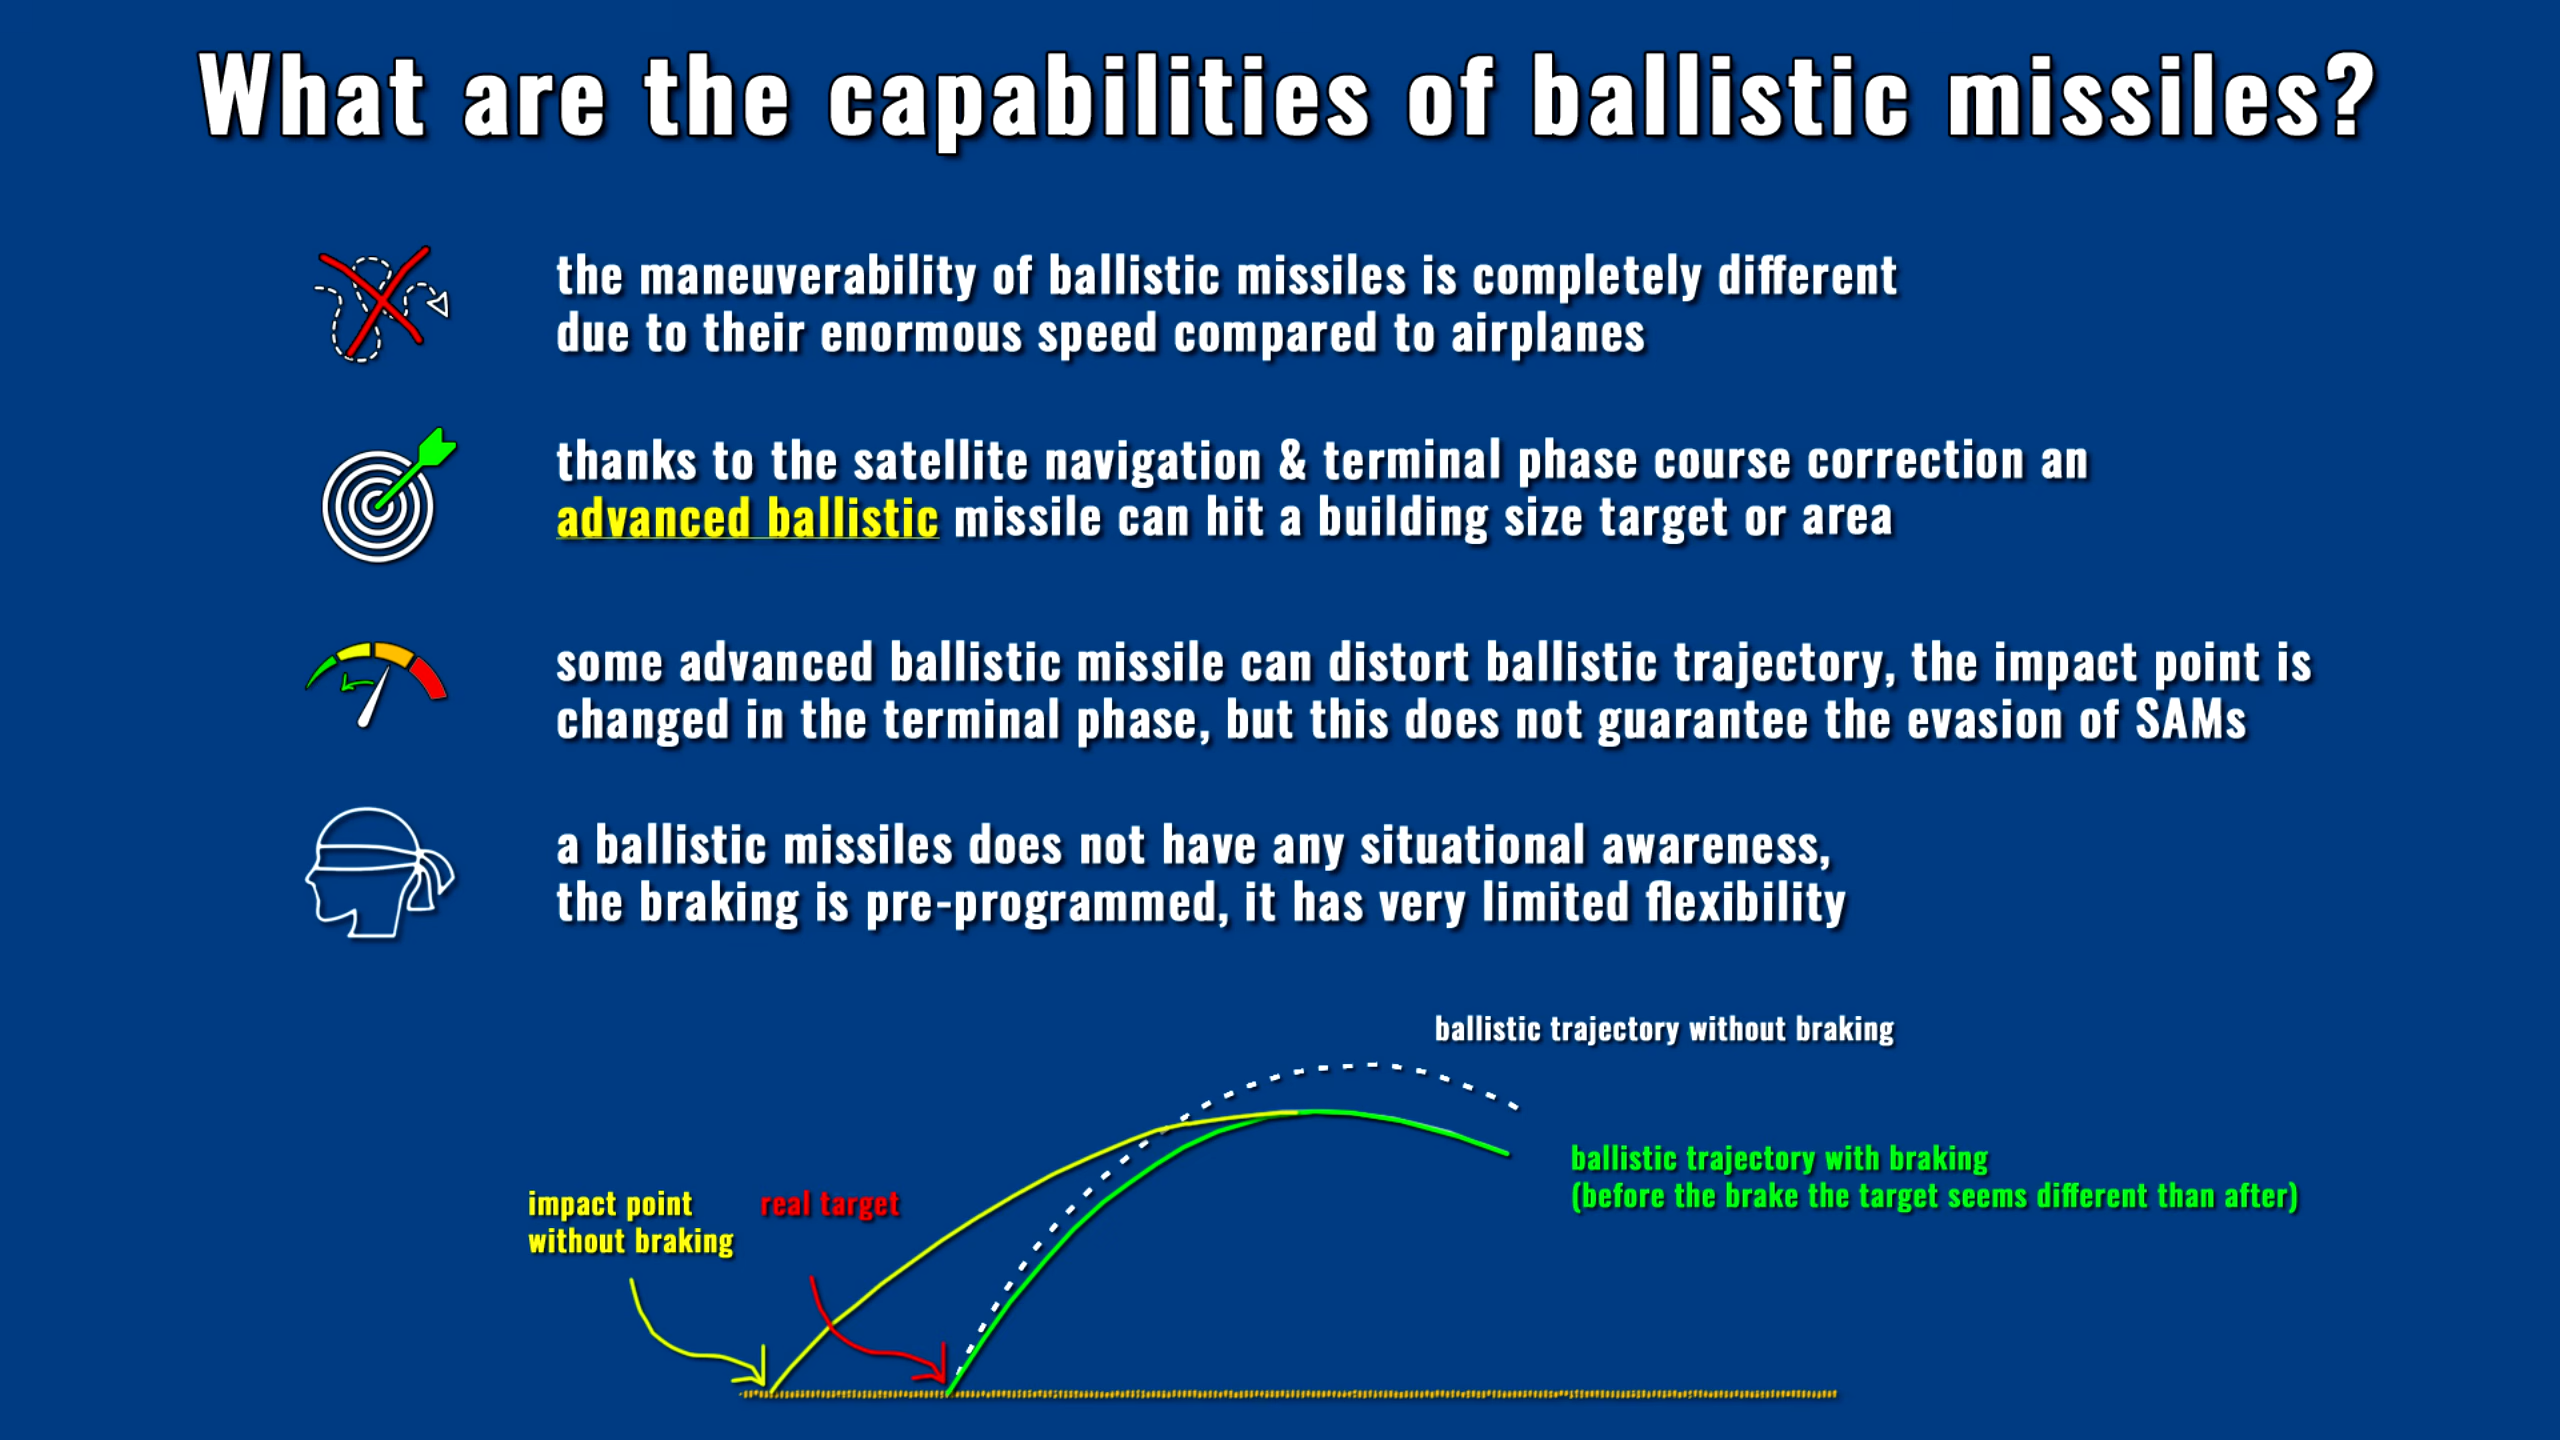 What are the capabilities of ballistic missiles?
the maneuverability of ballistic missiles is completely different
due to their enormous speed compared to airplanes
thanks to the satellite navigation & terminal phase course correction an
advanced ballistic missile can hit a building size target or area
some advanced ballistic missile can distort ballistic trajectory, the impact point is
changed in the terminal phase, but this does not guarantee the evasion of SAMs
a ballistic missiles does not have any situational awareness,
the braking is pre-programmed, it has very limited flexibility
ballistic trajectory without braking
ballistic trajectory with braking
(before the brake the target seems different than after)
impact point
without braking
real target